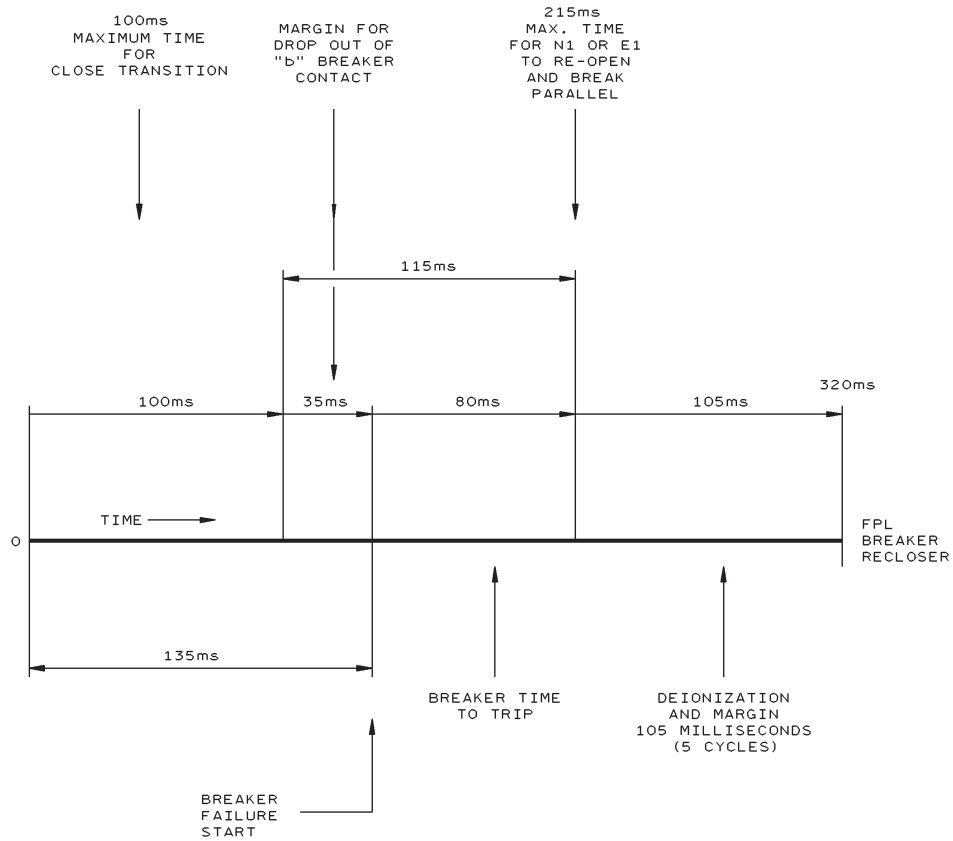 100ms
MAXIMUM TIME
FOR
CLOSE TRANSITION
MARGIN FOR
DROP OUT OF
"b" BREAKER
CONTACT
215ms
MAX. TIME
FOR N1 OR E1
TO RE-OPEN
AND BREAK
PARALLEL
115ms
320ms
100ms
35ms
80ms
105ms
TIME
0
FPL
BREAKER
RECLOSER
135ms
BREAKER TIME
TO TRIP
DEIONIZATION
AND MARGIN
105 MILLISECONDS
(5 CYCLES)
BREAKER
FAILURE
START